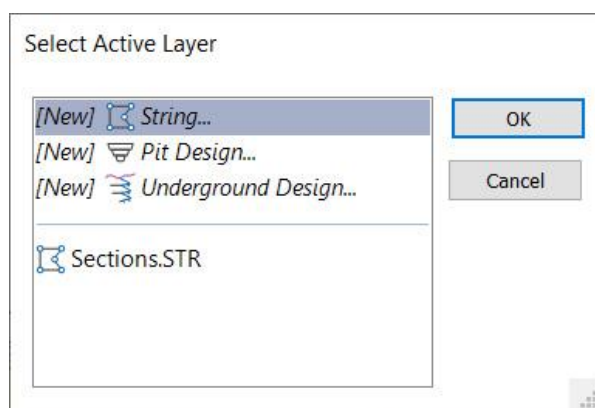 Select Active Layer
[New] String...
[New] Pit Design...
[New] Underground Design...
Sections.STR
OK
Cancel